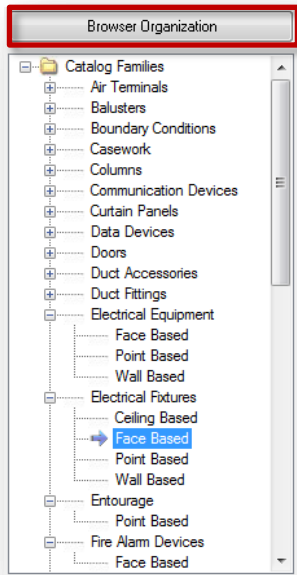 Browser Organization
Catalog Families
Air Terminals
Balusters
Boundary Conditions
Casework
Columns
Communication Devices
Curtain Panels
Data Devices
Doors
Duct Accessories
Duct Fittings
Electrical Equipment
Face Based
Point Based
Wall Based
Electrical Fixtures
Ceiling Based
Face Based
Point Based
Wall Based
Entourage
Point Based
Fire Alarm Devices
Face Based